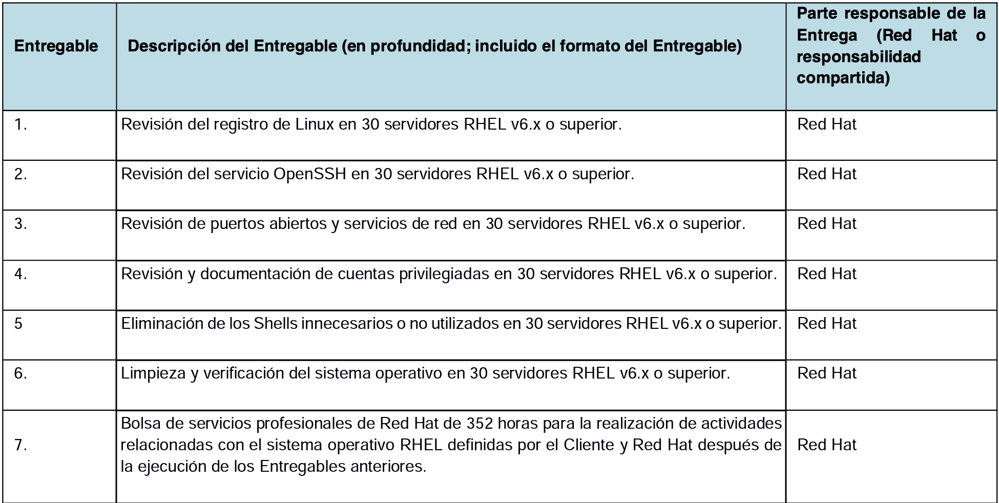 Entregable
Descripción del Entregable (en profundidad; incluido el formato del Entregable)
Parte responsable de la
Entrega (Red Hat o
responsabilidad
compartida)
1.
Revisión del registro de Linux en 30 servidores RHEL v6.x o superior.
Red Hat
2.
Revisión del servicio OpenSSH en 30 servidores RHEL v6.x o superior.
Red Hat
3.
Revisión de puertos abiertos y servicios de red en 30 servidores RHEL v6.x o superior.
Red Hat
4.
Revisión y documentación de cuentas privilegiadas en 30 servidores RHEL v6.x o superior.
Red Hat
5
Eliminación de los Shells innecesarios o no utilizados en 30 servidores RHEL v6.x o superior.
Red Hat
6.
Limpieza y verificación del sistema operativo en 30 servidores RHEL v6.x o superior.
Red Hat
7.
Bolsa de servicios profesionales de Red Hat de 352 horas para la realización de actividades
relacionadas con el sistema operativo RHEL definidas por el Cliente y Red Hat después de
la ejecución de los Entregables anteriores.
Red Hat